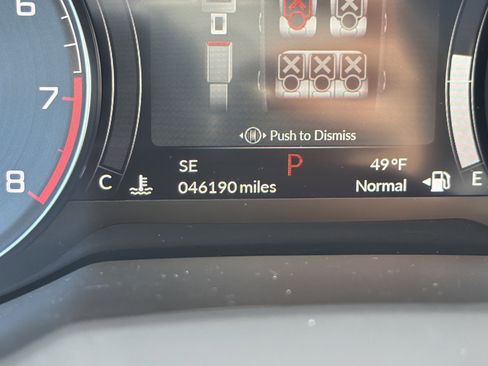 6
7
8
Push to Dismiss
SE P 49 °F
C 046190 miles Normal E